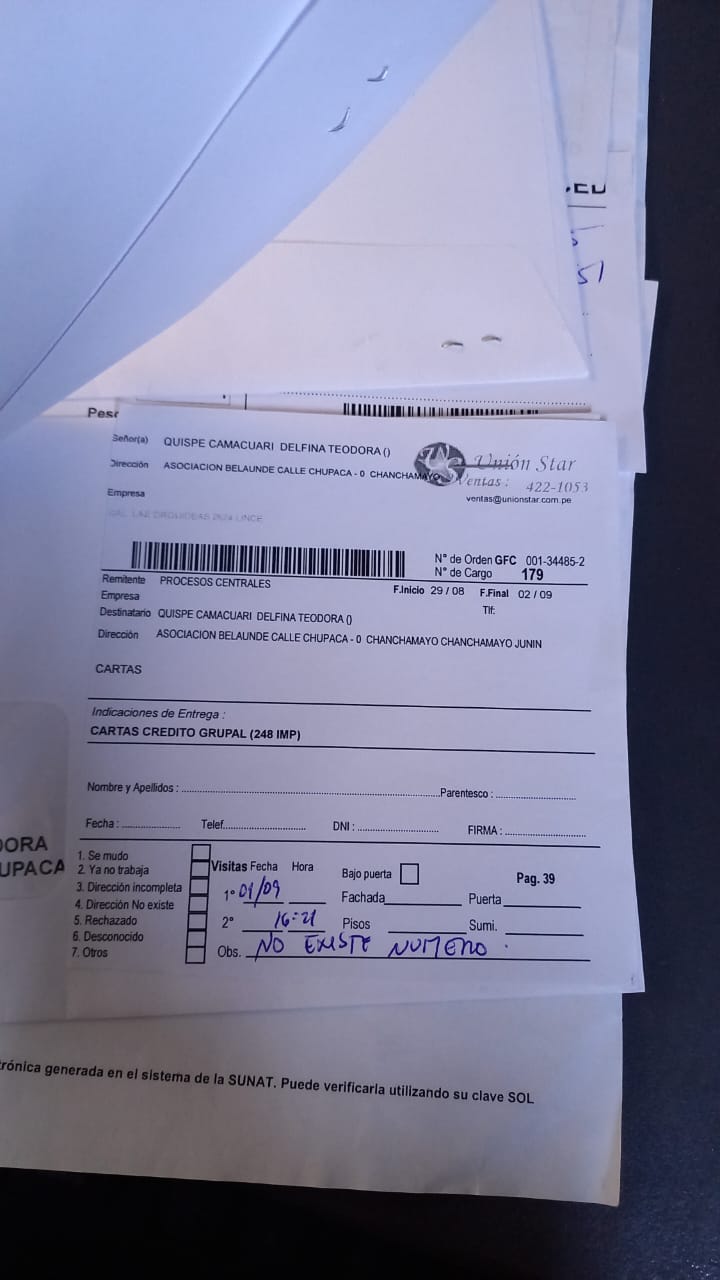 Señor(a) QUISPE CAMACUARI DELFINA TEODORA ()
Dirección ASOCIACION BELAUNDE CALLE CHUPACA - 0 CHANCHAMAYO
Empresa
Unión Star
Ventas : 422-1053
ventas@unionstar.com.pe
N° de Orden GFC 001-34485-2
N° de Cargo 179
Remitente PROCESOS CENTRALES
F.Inicio 29 / 08 F.Final 02 / 09
Empresa
Tlf:
Destinatario QUISPE CAMACUARI DELFINA TEODORA ()
Dirección ASOCIACION BELAUNDE CALLE CHUPACA - 0 CHANCHAMAYO CHANCHAMAYO JUNIN
CARTAS
Indicaciones de Entrega :
CARTAS CREDITO GRUPAL (248 IMP)
Nombre y Apellidos : Parentesco :
Fecha : Telef. DNI : FIRMA :
DORA
UPACA
1. Se mudo
2. Ya no trabaja
3. Dirección incompleta
4. Dirección No existe
5. Rechazado
6. Desconocido
7. Otros
Visitas Fecha Hora Bajo puerta Pag. 39
1° 01/09 Fachada Puerta
2° 16:21 Pisos Sumi.
Obs. NO EXISTE NUMERO.
trónica generada en el sistema de la SUNAT. Puede verificarla utilizando su clave SOL